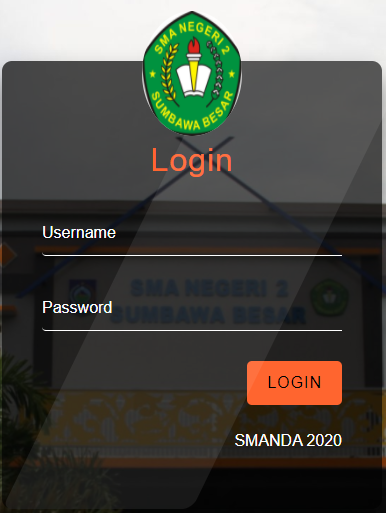 SMA NEGERI 2
SUMBAWA BESAR
Login
Username
SMA NEGERI 2
SUMBAWA BESAR
Password
LOGIN
SMANDA 2020